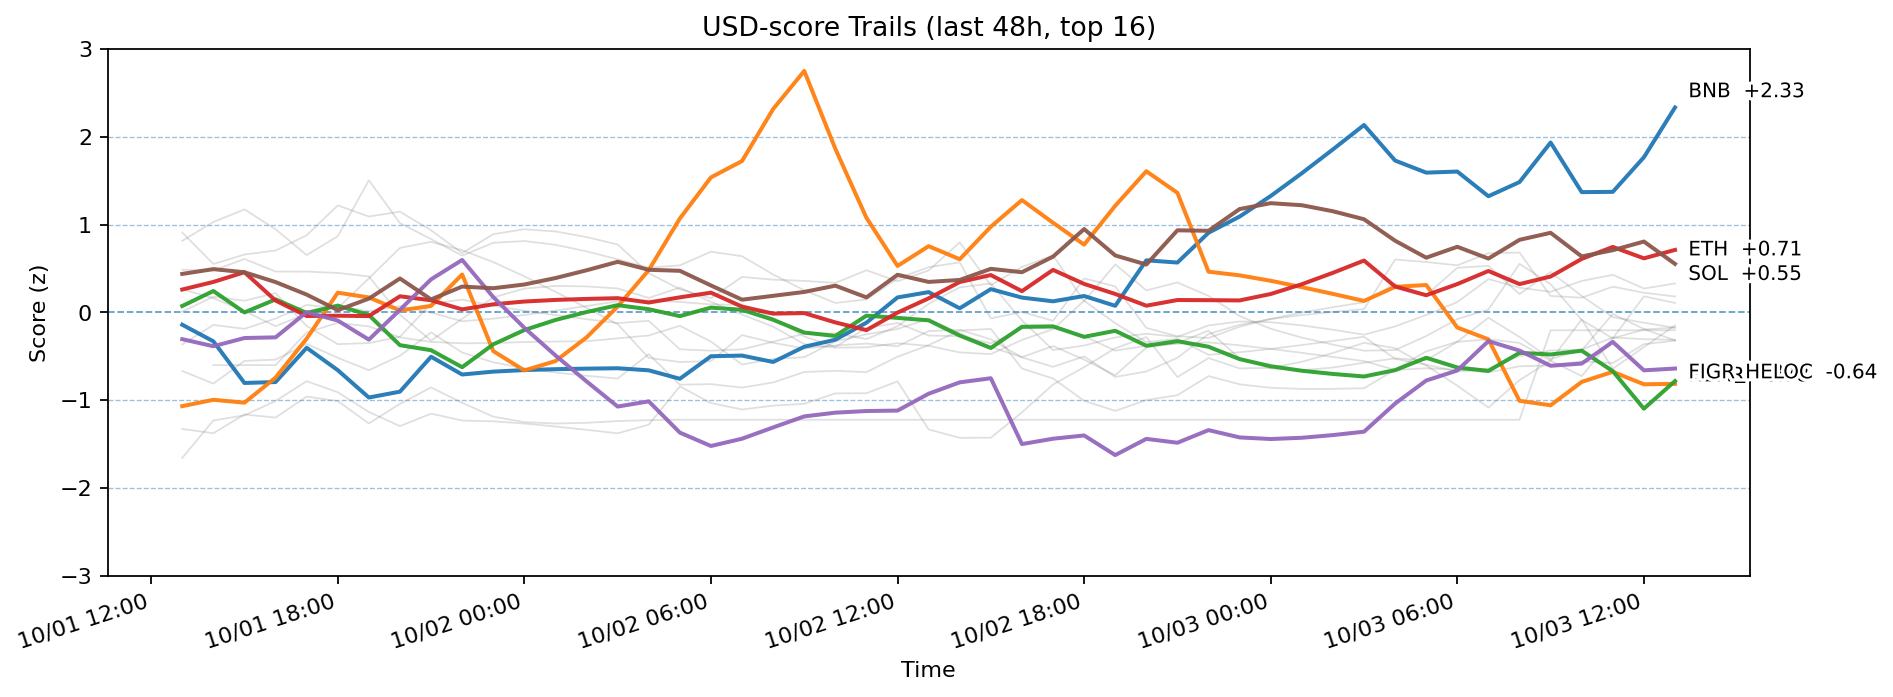 USD-score Trails (last 48h, top 16)
3
2
1
0
−1
−2
−3
Score (z)
BNB +2.33
ETH +0.71
SOL +0.55
FIGR_HELOC -0.64
10/01 12:00
10/01 18:00
10/02 00:00
10/02 06:00
10/02 12:00
10/02 18:00
10/03 00:00
10/03 06:00
10/03 12:00
Time